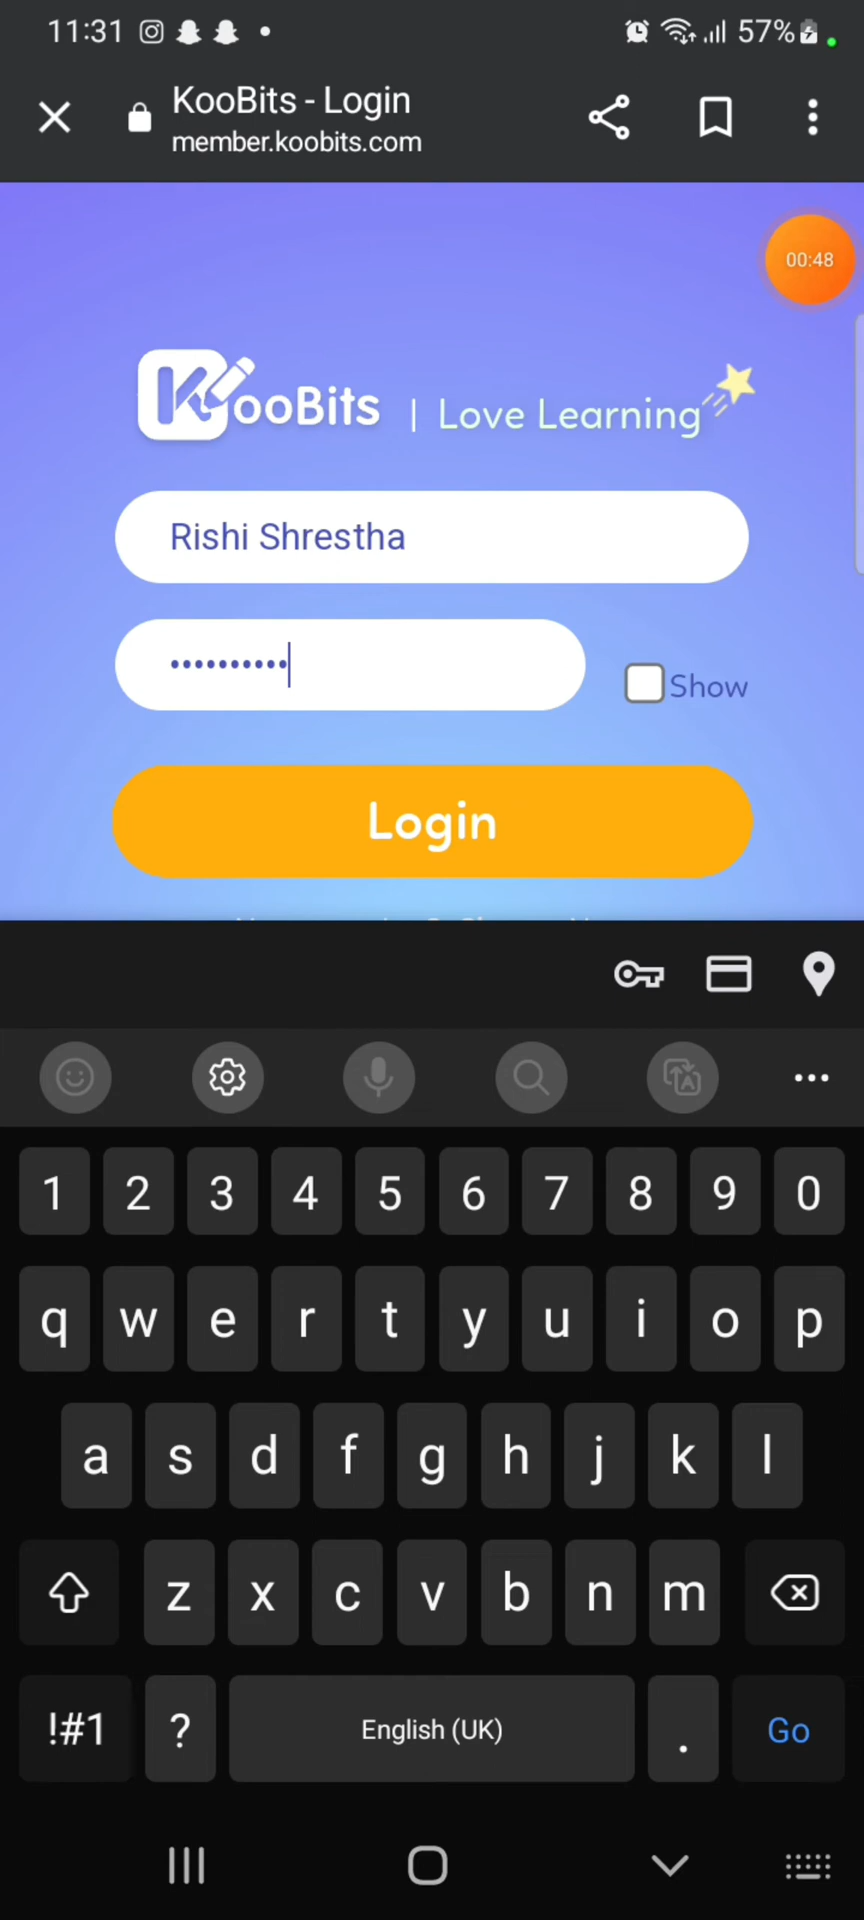 11:31 57%
KooBits - Login
member.koobits.com
00:48
KooBits | Love Learning
Rishi Shrestha
••••••••••
Show
Login
1 2 3 4 5 6 7 8 9 0
q w e r t y u i o p
a s d f g h j k l
z x c v b n m
!#1 ? English (UK) . Go